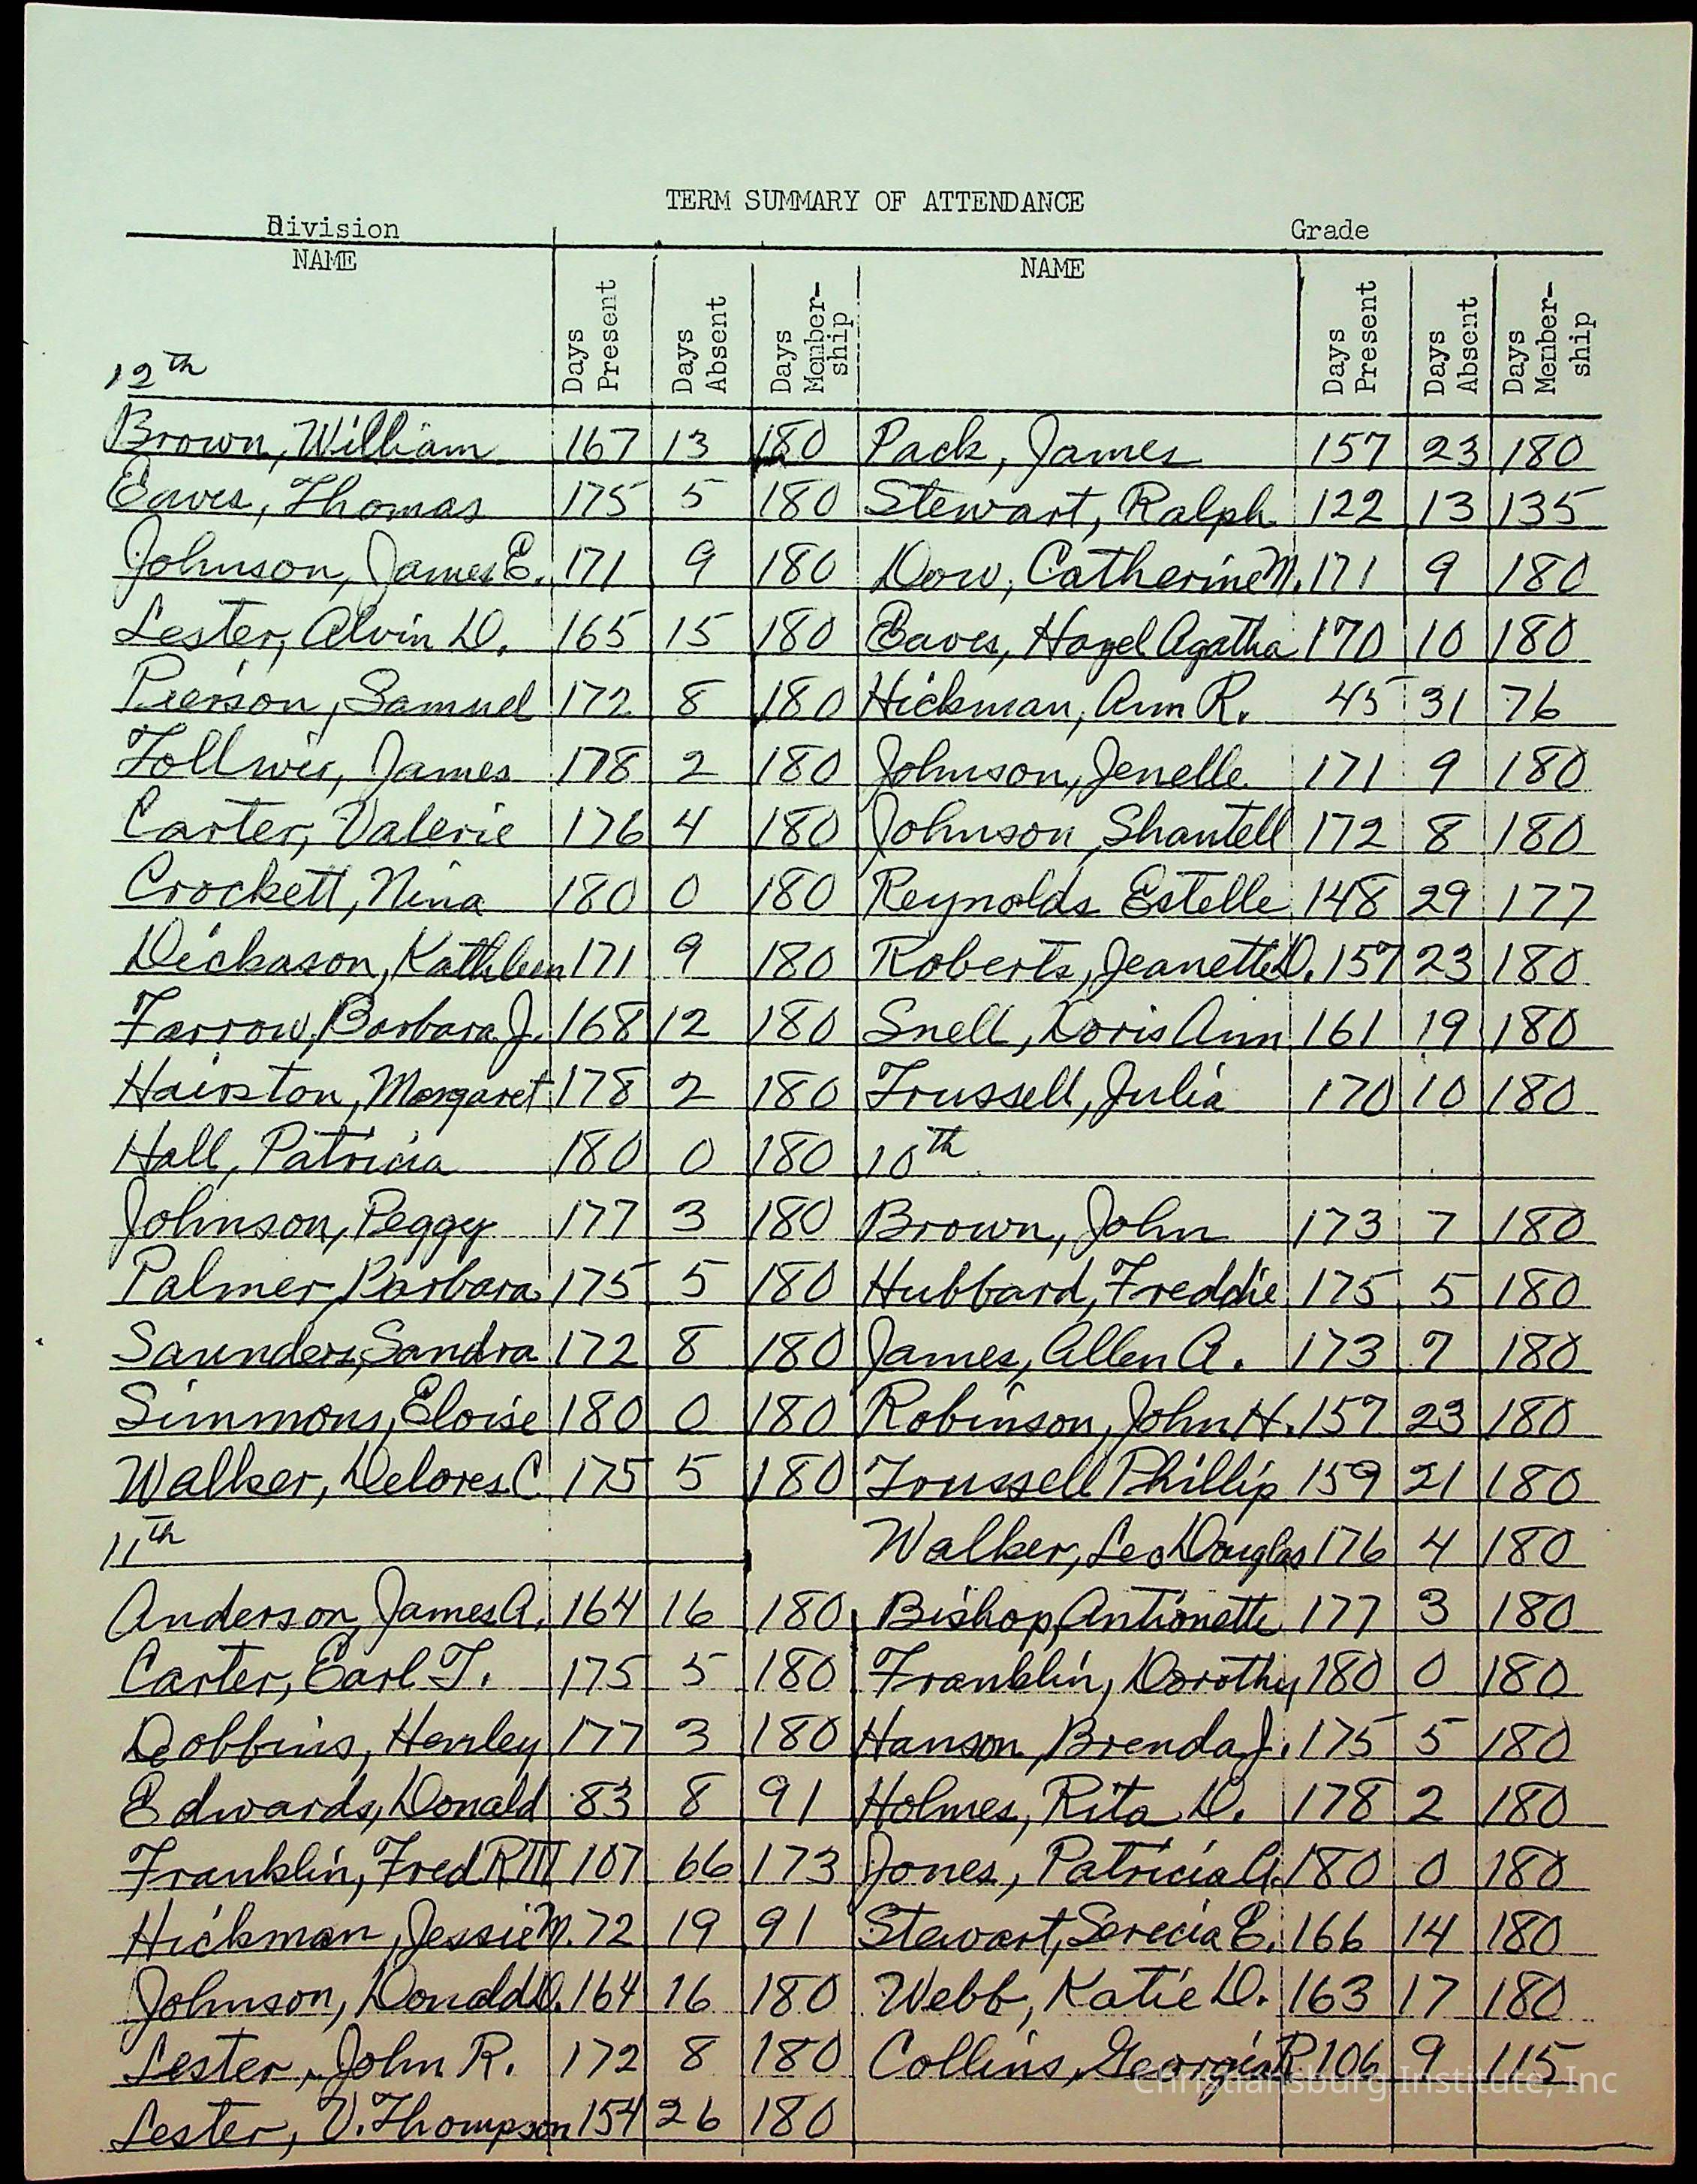 TERM SUMMARY OF ATTENDANCE
Division Grade
NAME Days Present Days Absent Days Member-ship NAME Days Present Days Absent Days Member-ship
12th
Brown, William 167 13 180 Pack, James 157 23 180
Eaves, Thomas 175 5 180 Stewart, Ralph 122 13 135
Johnson, James E. 171 9 180 Dow, Catherine M. 171 9 180
Lester, Alvin D. 165 15 180 Eaves, Hazel Agatha 170 10 180
Pierson, Samuel 172 8 180 Hickman, Ann R. 45 31 76
James 178 2 180 Johnson, Jenelle 171 9 180
Carter, Valerie 176 4 180 Johnson, Shantell 172 8 180
Crockett, Nina 180 0 180 Reynolds Estelle 148 29 177
Dickason, Kathleen 171 9 180 Roberts, Jeanette D. 157 23 180
Farrow, Barbara J. 168 12 180 Snell, Doris Ann 161 19 180
Hairston, Margaret 178 2 180 Trussell, Julia 170 10 180
Hall, Patricia 180 0 180 10th
Johnson, Peggy 177 3 180 Brown, John 173 7 180
Palmer, Barbara 175 5 180 Hubbard, Freddie 175 5 180
Saunders, Sandra 172 8 180 James, Allen A. 173 7 180
Simmons, Eloise 180 0 180 Robinson, John H. 157 23 180
Walker, Delores C. 175 5 180 Trussell Phillip 159 21 180
11th Walker, Leo Douglas 176 4 180
Anderson, James A. 164 16 180 Bishop, Antionette 177 3 180
Carter, Earl T. 175 5 180 Franklin, Dorothy 180 0 180
Dobbins, Henley 177 3 180 Hanson, Brenda J. 175 5 180
Edwards, Donald 83 8 91 Holmes, Rita D. 178 2 180
Franklin, Fred R III 107 66 173 Jones, Patricia A. 180 0 180
Hickman, Jessie M. 72 19 91 Stewart, Serecia E. 166 14 180
Johnson, Donald D. 164 16 180 Webb, Katie D. 163 17 180
Lester, John R. 172 8 180 Collins, Georgia R 106 9 115
Lester, V. Thompson 154 26 180
Christiansburg Institute, Inc